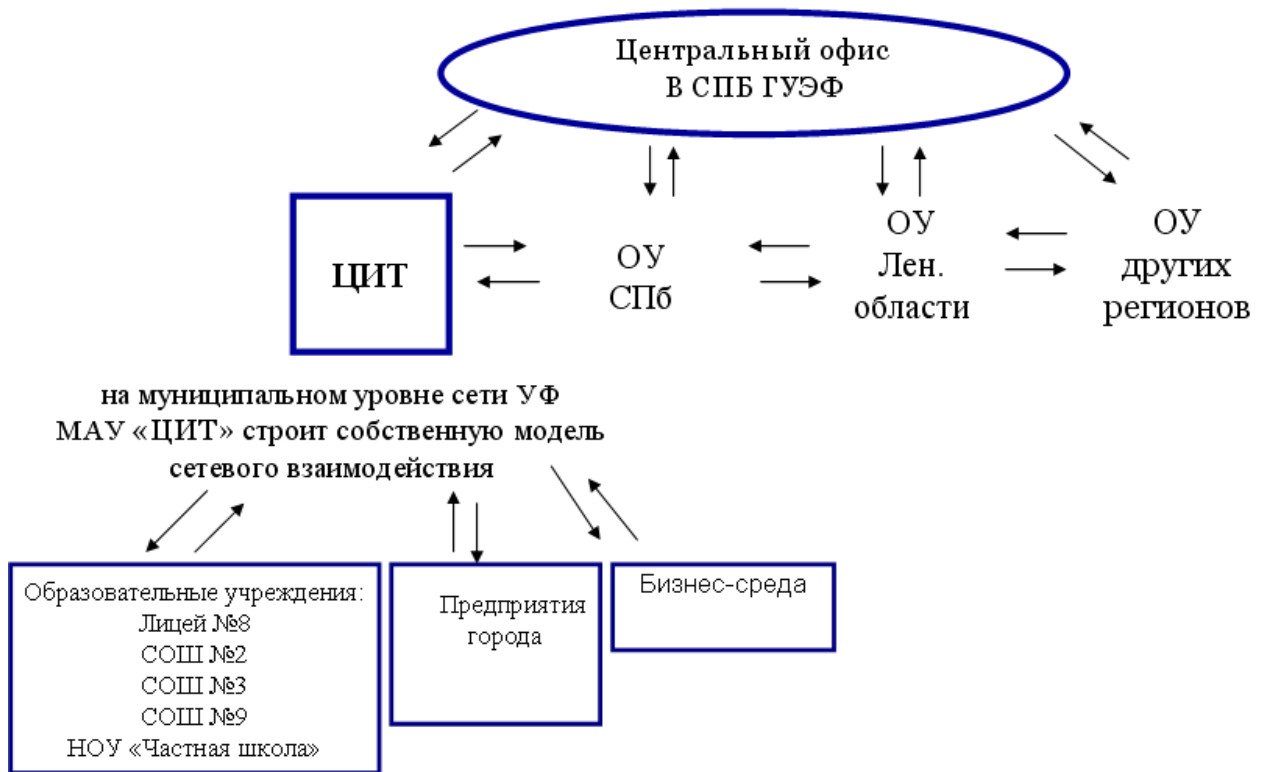 Центральный офис
В СПБ ГУЭФ
ЦИТ
ОУ
СПб
ОУ
Лен.
области
ОУ
других
регионов
на муниципальном уровне сети УФ
МАУ «ЦИТ» строит собственную модель
сетевого взаимодействия
Образовательные учреждения:
Лицей №8
СОШ №2
СОШ №3
СОШ №9
НОУ «Частная школа»
Предприятия
города
Бизнес-среда